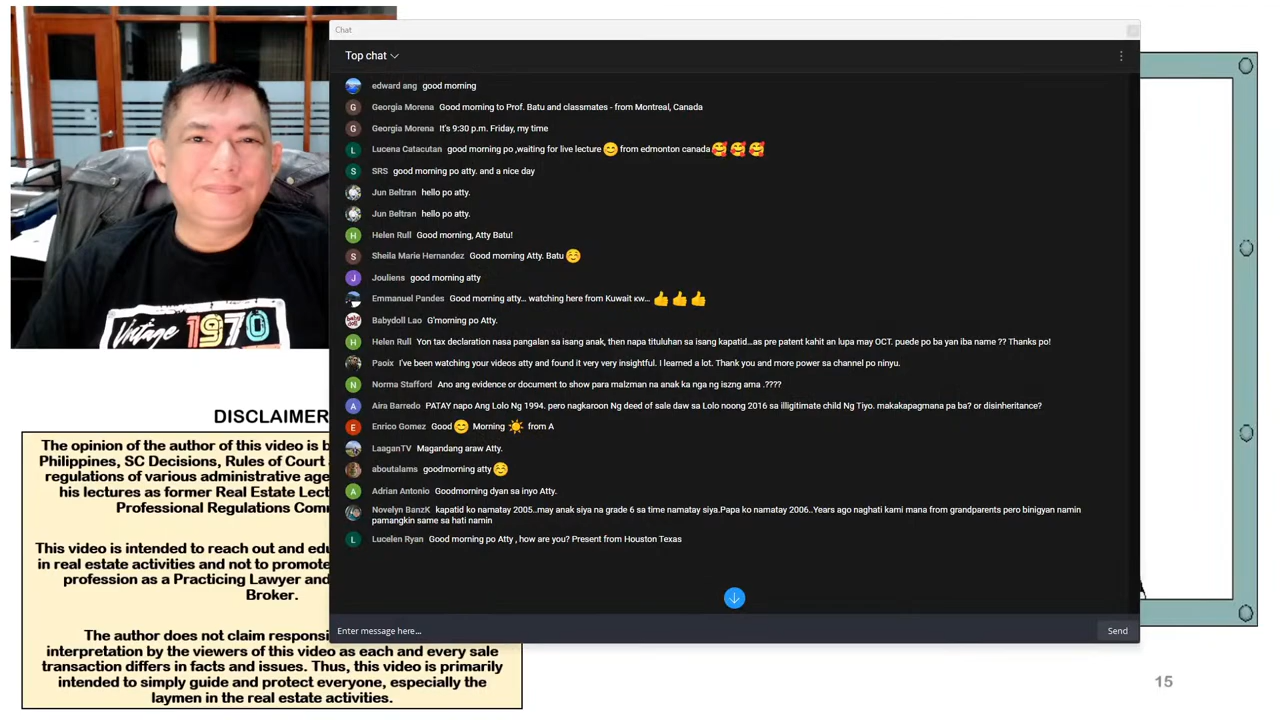 Chat
Top chat
edward ang good morning
Georgia Morena Good morning to Prof. Batu and classmates - from Montreal, Canada
Georgia Morena It's 9:30 p.m. Friday, my time
Lucena Catacutan good morning po ,waiting for live lecture 😊 from edmonton canada🥰 🥰 🥰
SRS good morning po atty. and a nice day
Jun Beltran hello po atty.
Jun Beltran hello po atty.
Helen Rull Good morning, Atty Batu!
Sheila Marie Hernandez Good morning Atty. Batu ☺️
Jouliens good morning atty
Emmanuel Pandes Good morning atty… watching here from Kuwait kw… 👍 👍 👍
Babydoll Lao G'morning po Atty.
Helen Rull Yon tax declaration nasa pangalan sa isang anak, then napa tituluhan sa isang kapatid…as pre patent kahit an lupa may OCT. puede po ba yan iba name ?? Thanks po!
Paoix I've been watching your videos atty and found it very very insightful. I learned a lot. Thank you and more power sa channel po ninyu.
Norma Stafford Ano ang evidence or document to show para malzman na anak ka nga ng iszng ama .????
Aira Barredo PATAY napo Ang Lolo Ng 1994. pero nagkaroon Ng deed of sale daw sa Lolo noong 2016 sa illigitimate child Ng Tiyo. makakapagmana pa ba? or disinheritance?
Enrico Gomez Good😊 Morning ☀️ from A
LaaganTV Magandang araw Atty.
aboutalams goodmorning atty☺️
Adrian Antonio Goodmorning dyan sa inyo Atty.
Novelyn BanzK kapatid ko namatay 2005..may anak siya na grade 6 sa time namatay siya.Papa ko namatay 2006..Years ago naghati kami mana from grandparents pero binigyan namin
pamangkin same sa hati namin
Lucelen Ryan Good morning po Atty , how are you? Present from Houston Texas
Enter message here...
Send
Vintage
1970
DISCLAIMER
The opinion of the author of this video is b
Philippines, SC Decisions, Rules of Court
regulations of various administrative age
his lectures as former Real Estate Lect
Professional Regulations Com
This video is intended to reach out and edu
in real estate activities and not to promote
profession as a Practicing Lawyer and
Broker.
The author does not claim responsi
interpretation by the viewers of this video as each and every sale
transaction differs in facts and issues. Thus, this video is primarily
intended to simply guide and protect everyone, especially the
laymen in the real estate activities.
15